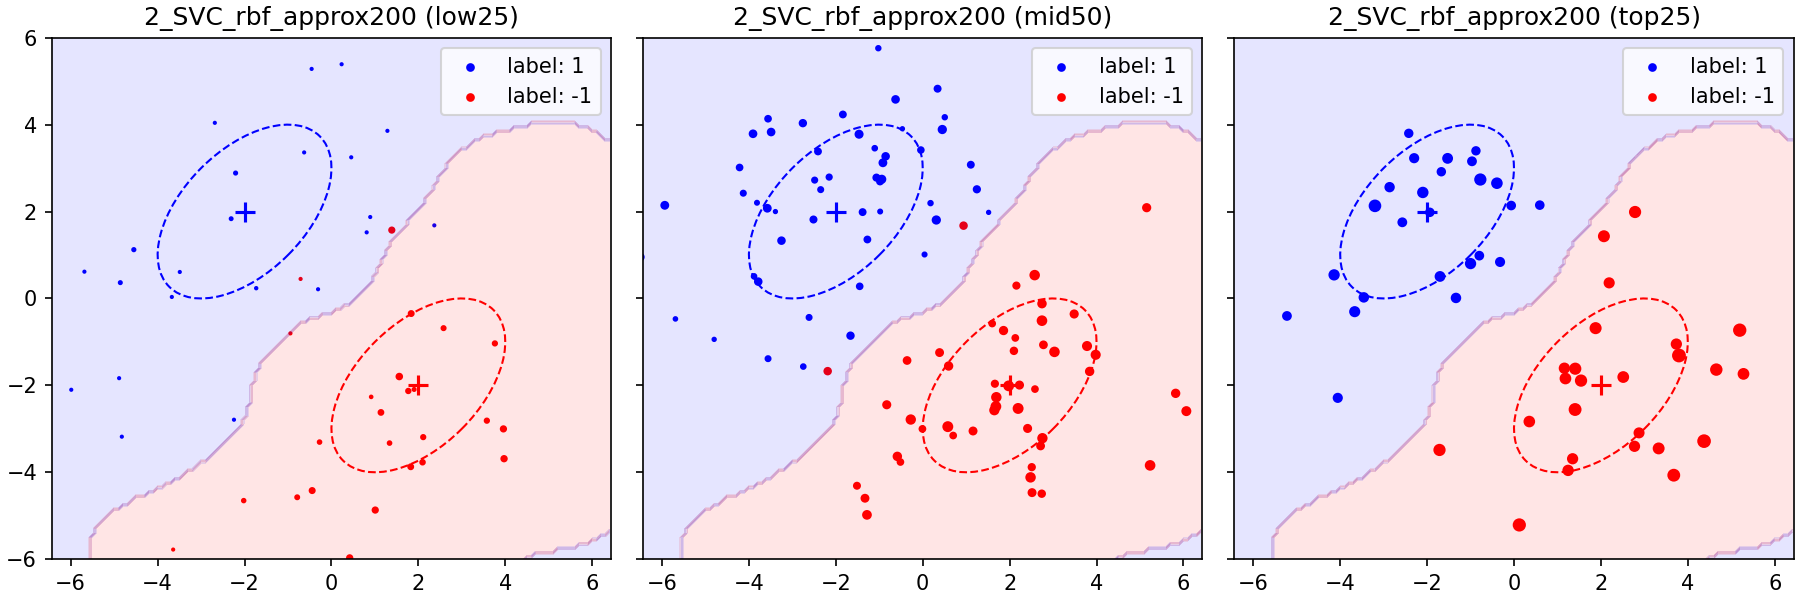 2_SVC_rbf_approx200 (low25)
label: 1
label: -1
6
4
2
0
−2
−4
−6
−6 −4 −2 0 2 4 6
2_SVC_rbf_approx200 (mid50)
label: 1
label: -1
−6 −4 −2 0 2 4 6
2_SVC_rbf_approx200 (top25)
label: 1
label: -1
−6 −4 −2 0 2 4 6